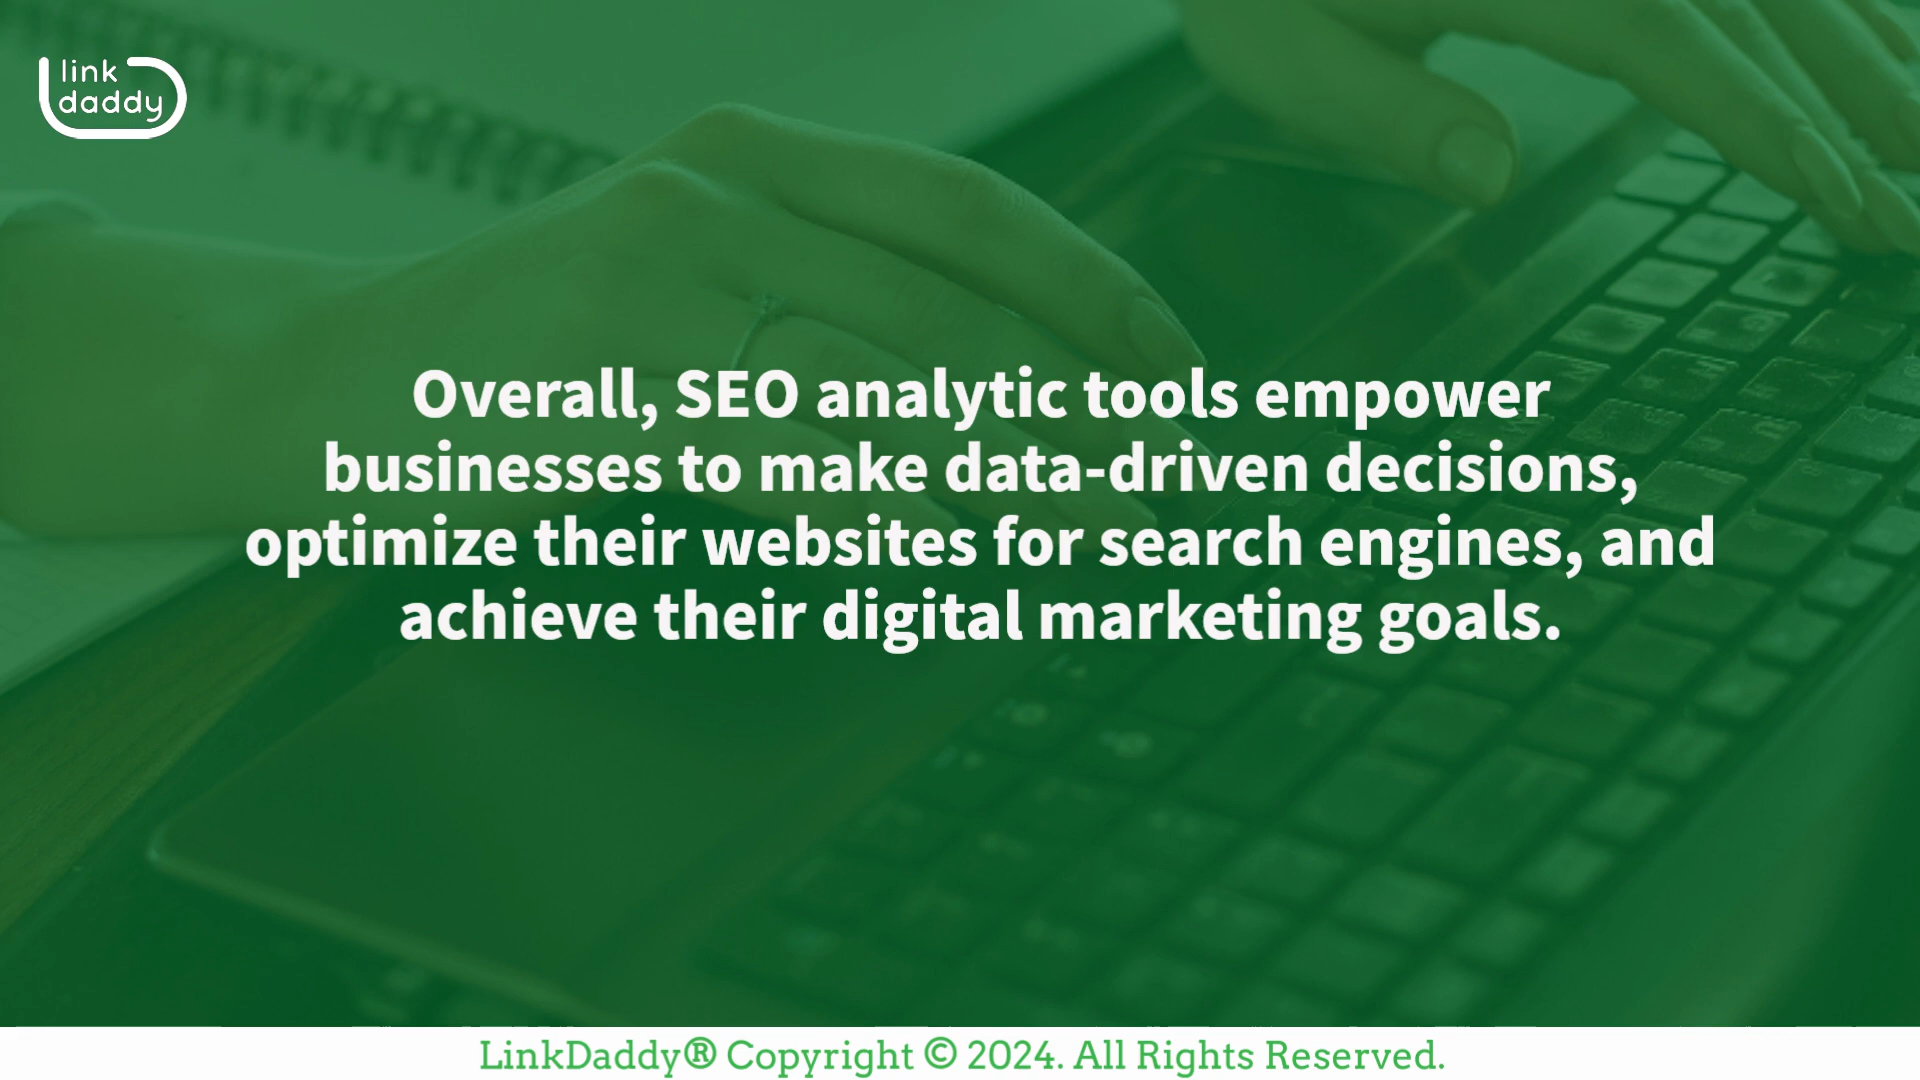 link
daddy
Overall, SEO analytic tools empower
businesses to make data-driven decisions,
optimize their websites for search engines, and
achieve their digital marketing goals.
LinkDaddy® Copyright © 2024. All Rights Reserved.